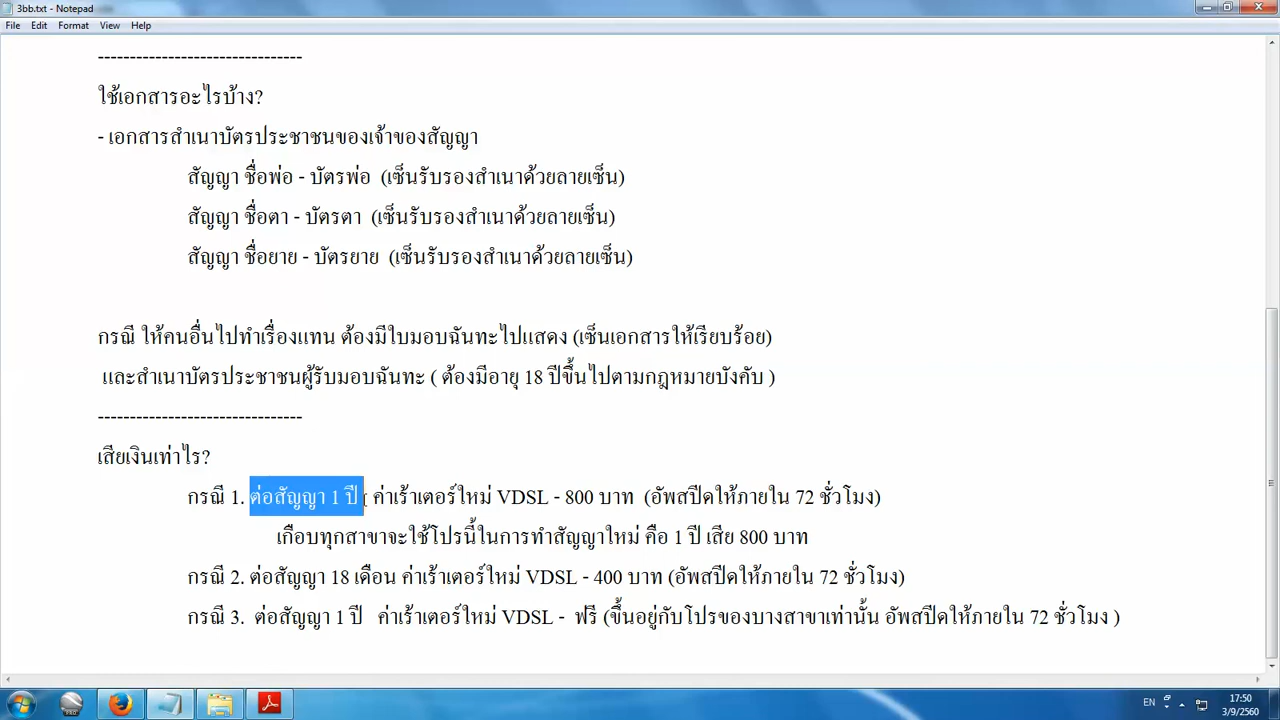 3bb.txt - Notepad
File Edit Format View Help
--------------------------------
ใช้เอกสารอะไรบ้าง?
- เอกสารสำเนาบัตรประชาชนของเจ้าของสัญญา
สัญญา ชื่อพ่อ - บัตรพ่อ (เซ็นรับรองสำเนาด้วยลายเซ็น)
สัญญา ชื่อตา - บัตรตา (เซ็นรับรองสำเนาด้วยลายเซ็น)
สัญญา ชื่อยาย - บัตรยาย (เซ็นรับรองสำเนาด้วยลายเซ็น)
กรณี ให้คนอื่นไปทำเรื่องแทน ต้องมีใบมอบฉันทะไปแสดง (เซ็นเอกสารให้เรียบร้อย)
และสำเนาบัตรประชาชนผู้รับมอบฉันทะ ( ต้องมีอายุ 18 ปีขึ้นไปตามกฎหมายบังคับ )
--------------------------------
เสียเงินเท่าไร?
กรณี 1. ต่อสัญญา 1 ปี ค่าเร้าเตอร์ใหม่ VDSL - 800 บาท (อัพสปีดให้ภายใน 72 ชั่วโมง)
เกือบทุกสาขาจะใช้โปรนี้ในการทำสัญญาใหม่ คือ 1 ปี เสีย 800 บาท
กรณี 2. ต่อสัญญา 18 เดือน ค่าเร้าเตอร์ใหม่ VDSL - 400 บาท (อัพสปีดให้ภายใน 72 ชั่วโมง)
กรณี 3. ต่อสัญญา 1 ปี ค่าเร้าเตอร์ใหม่ VDSL - ฟรี (ขึ้นอยู่กับโปรของบางสาขาเท่านั้น อัพสปีดให้ภายใน 72 ชั่วโมง )
EN
17:50
3/9/2560